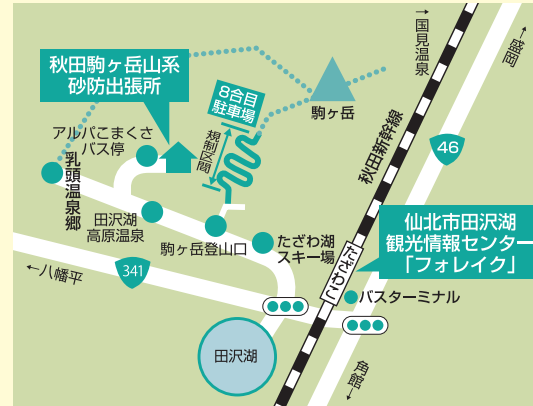 →国見温泉
←盛岡
秋田駒ヶ岳山系
砂防出張所
8合目
駐車場
駒ヶ岳
規制区間
アルパこまくさ
バス停
秋田新幹線
46
乳頭温泉郷
田沢湖
高原温泉
駒ヶ岳登山口
たざわ湖
スキー場
仙北市田沢湖
観光情報センター
「フォレイク」
たざわこ
←八幡平
341
バスターミナル
田沢湖
角館→